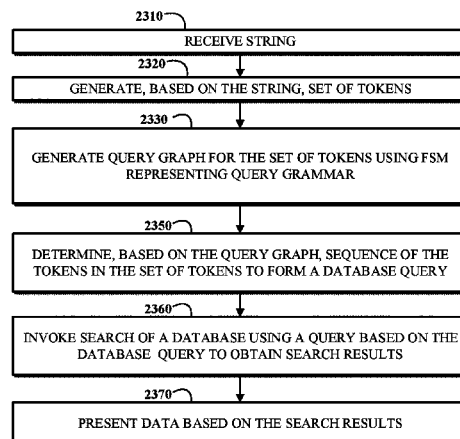 2310
RECEIVE STRING
2320
GENERATE, BASED ON THE STRING, SET OF TOKENS
2330
GENERATE QUERY GRAPH FOR THE SET OF TOKENS USING FSM
REPRESENTING QUERY GRAMMAR
2350
DETERMINE, BASED ON THE QUERY GRAPH, SEQUENCE OF THE
TOKENS IN THE SET OF TOKENS TO FORM A DATABASE QUERY
2360
INVOKE SEARCH OF A DATABASE USING A QUERY BASED ON THE
DATABASE QUERY TO OBTAIN SEARCH RESULTS
2370
PRESENT DATA BASED ON THE SEARCH RESULTS